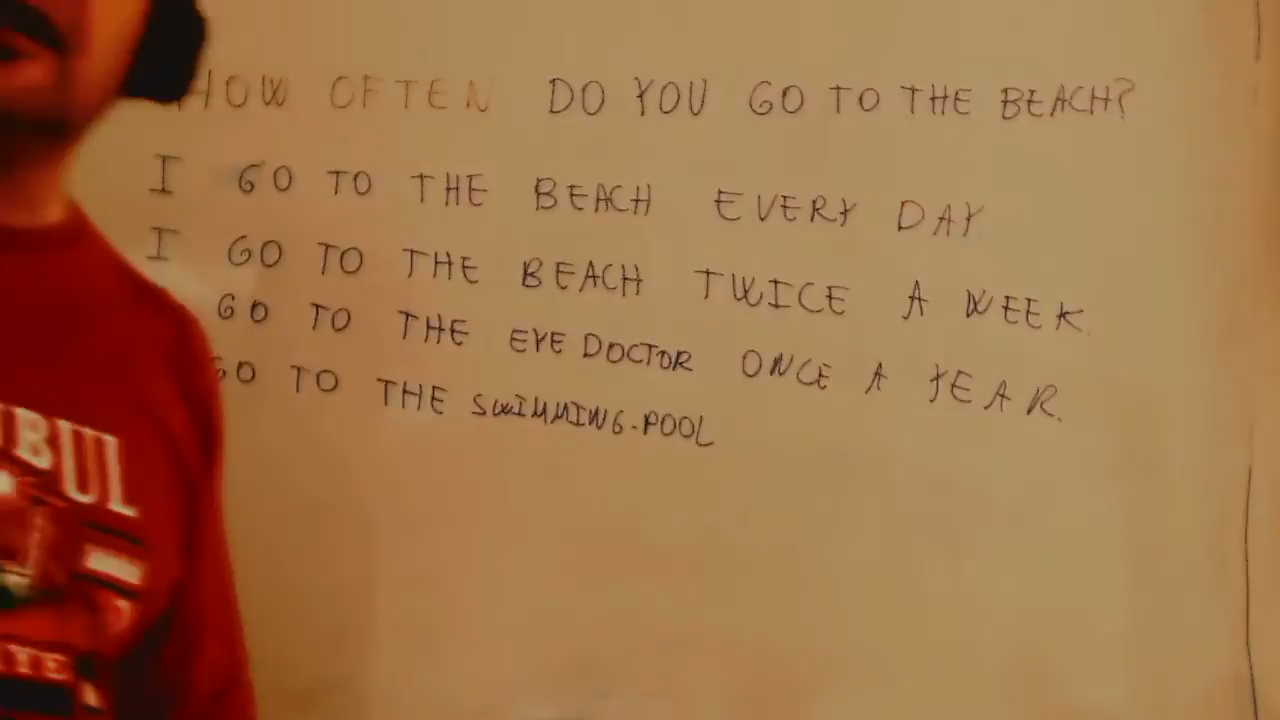 HOW OFTEN DO YOU GO TO THE BEACH?
I GO TO THE BEACH EVERY DAY
I GO TO THE BEACH TWICE A WEEK.
GO TO THE EYE DOCTOR ONCE A YEAR.
GO TO THE SWIMMING-POOL
BUL